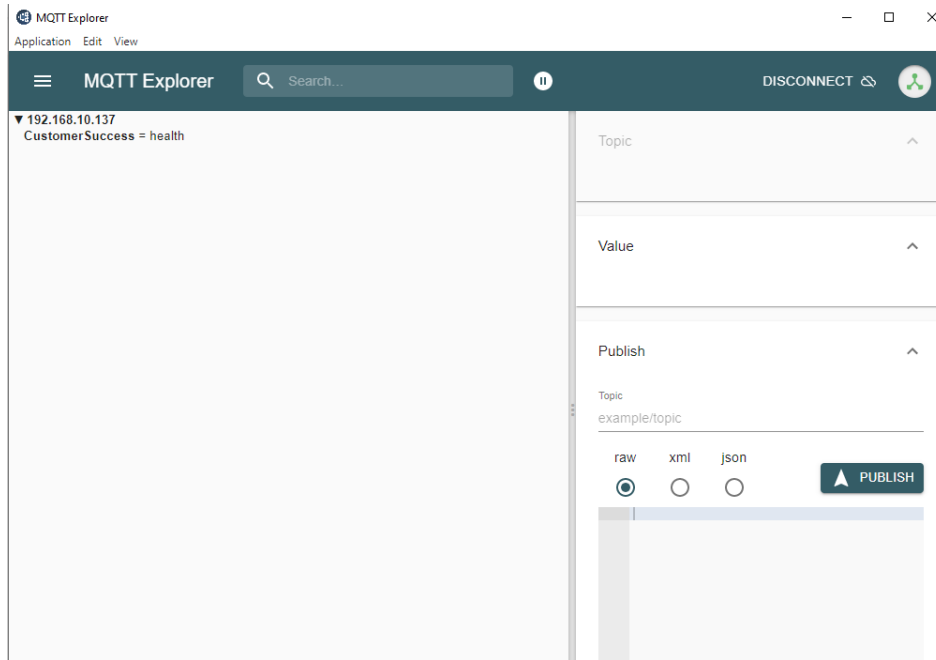 MQTT Explorer
Application Edit View
MQTT Explorer Search... DISCONNECT
▼ 192.168.10.137
CustomerSuccess = health
Topic
Value
Publish
Topic
example/topic
raw xml json
PUBLISH